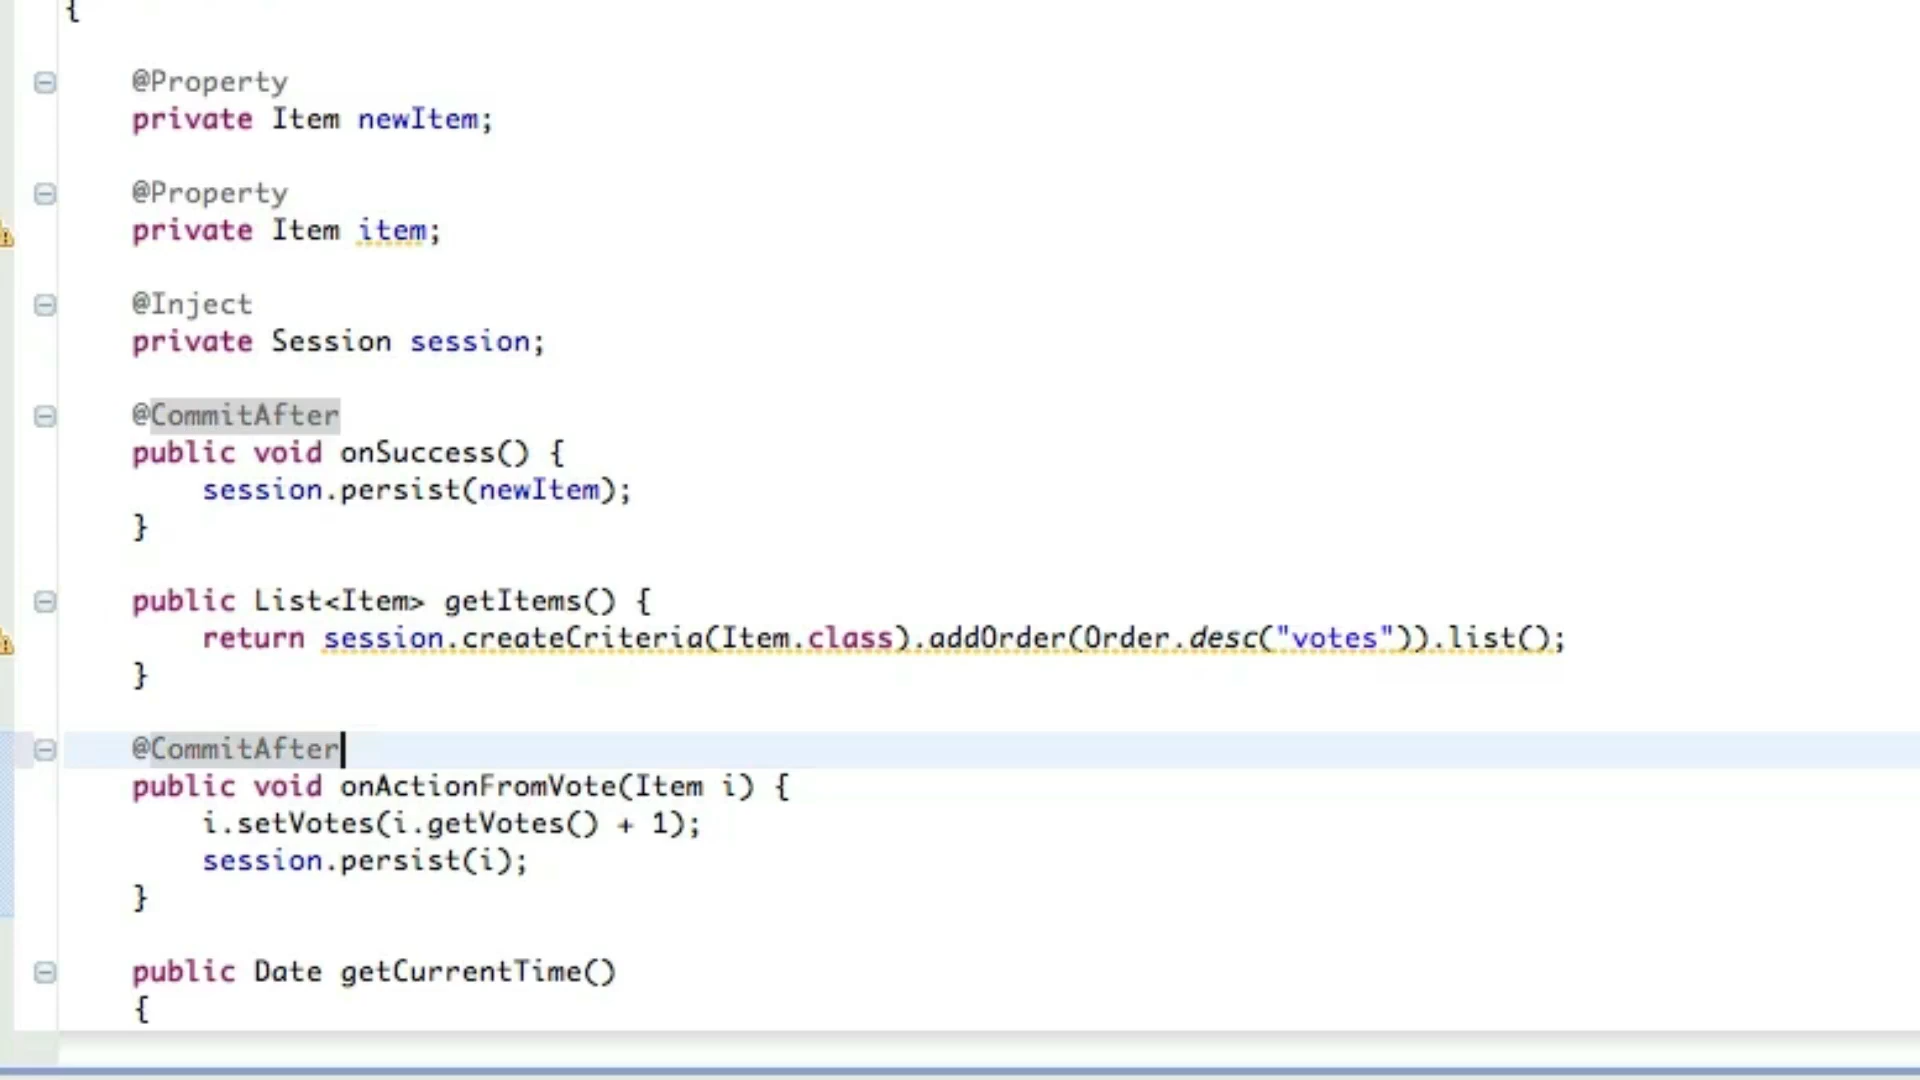 {
@Property
private Item newItem;
@Property
private Item item;
@Inject
private Session session;
@CommitAfter
public void onSuccess() {
session.persist(newItem);
}
public List<Item> getItems() {
return session.createCriteria(Item.class).addOrder(Order.desc("votes")).list();
}
@CommitAfter
public void onActionFromVote(Item i) {
i.setVotes(i.getVotes() + 1);
session.persist(i);
}
public Date getCurrentTime()
{